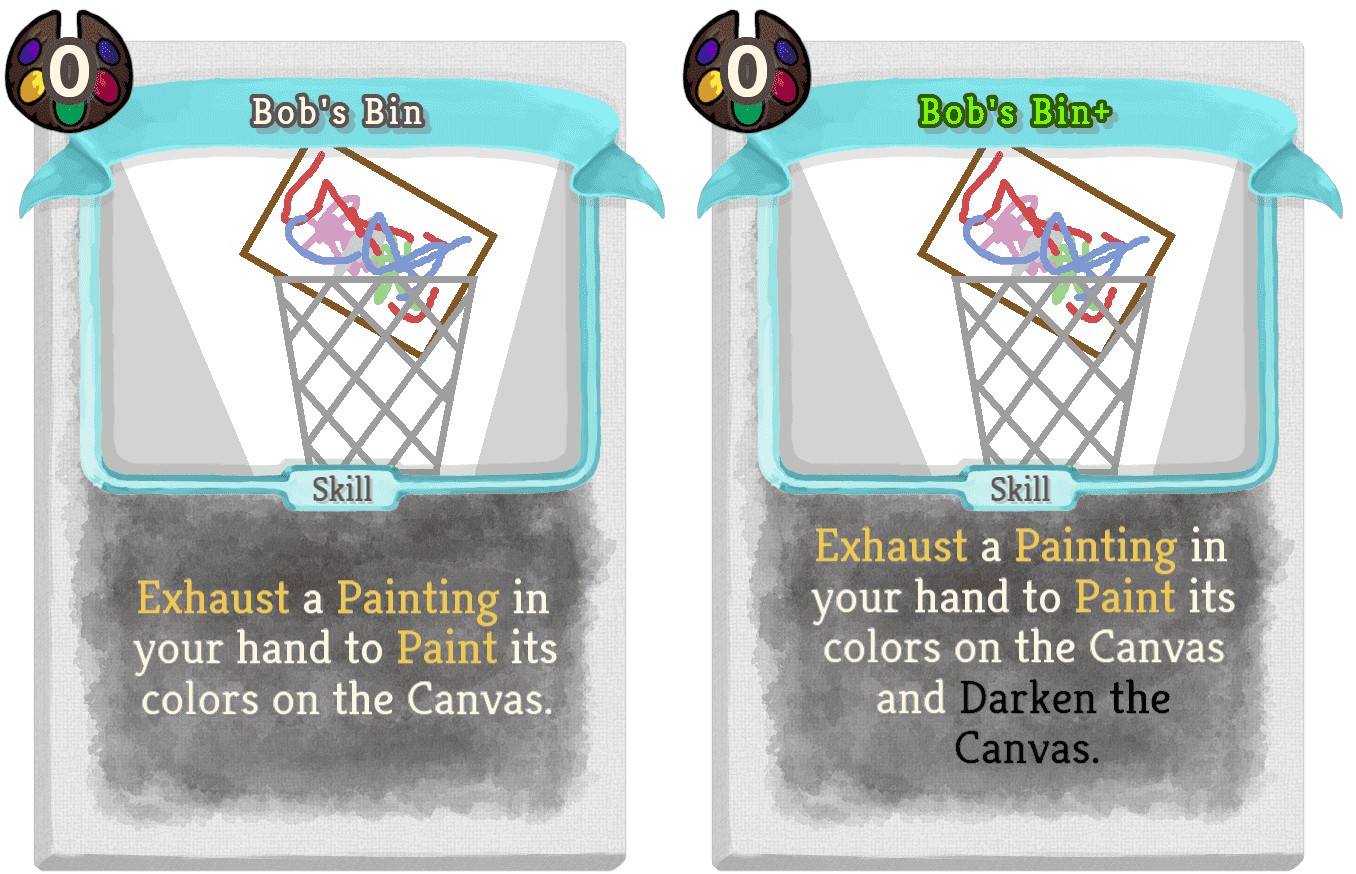 0
Bob's Bin
Skill
Exhaust a Painting in
your hand to Paint its
colors on the Canvas.
0
Bob's Bin+
Skill
Exhaust a Painting in
your hand to Paint its
colors on the Canvas
and Darken the
Canvas.